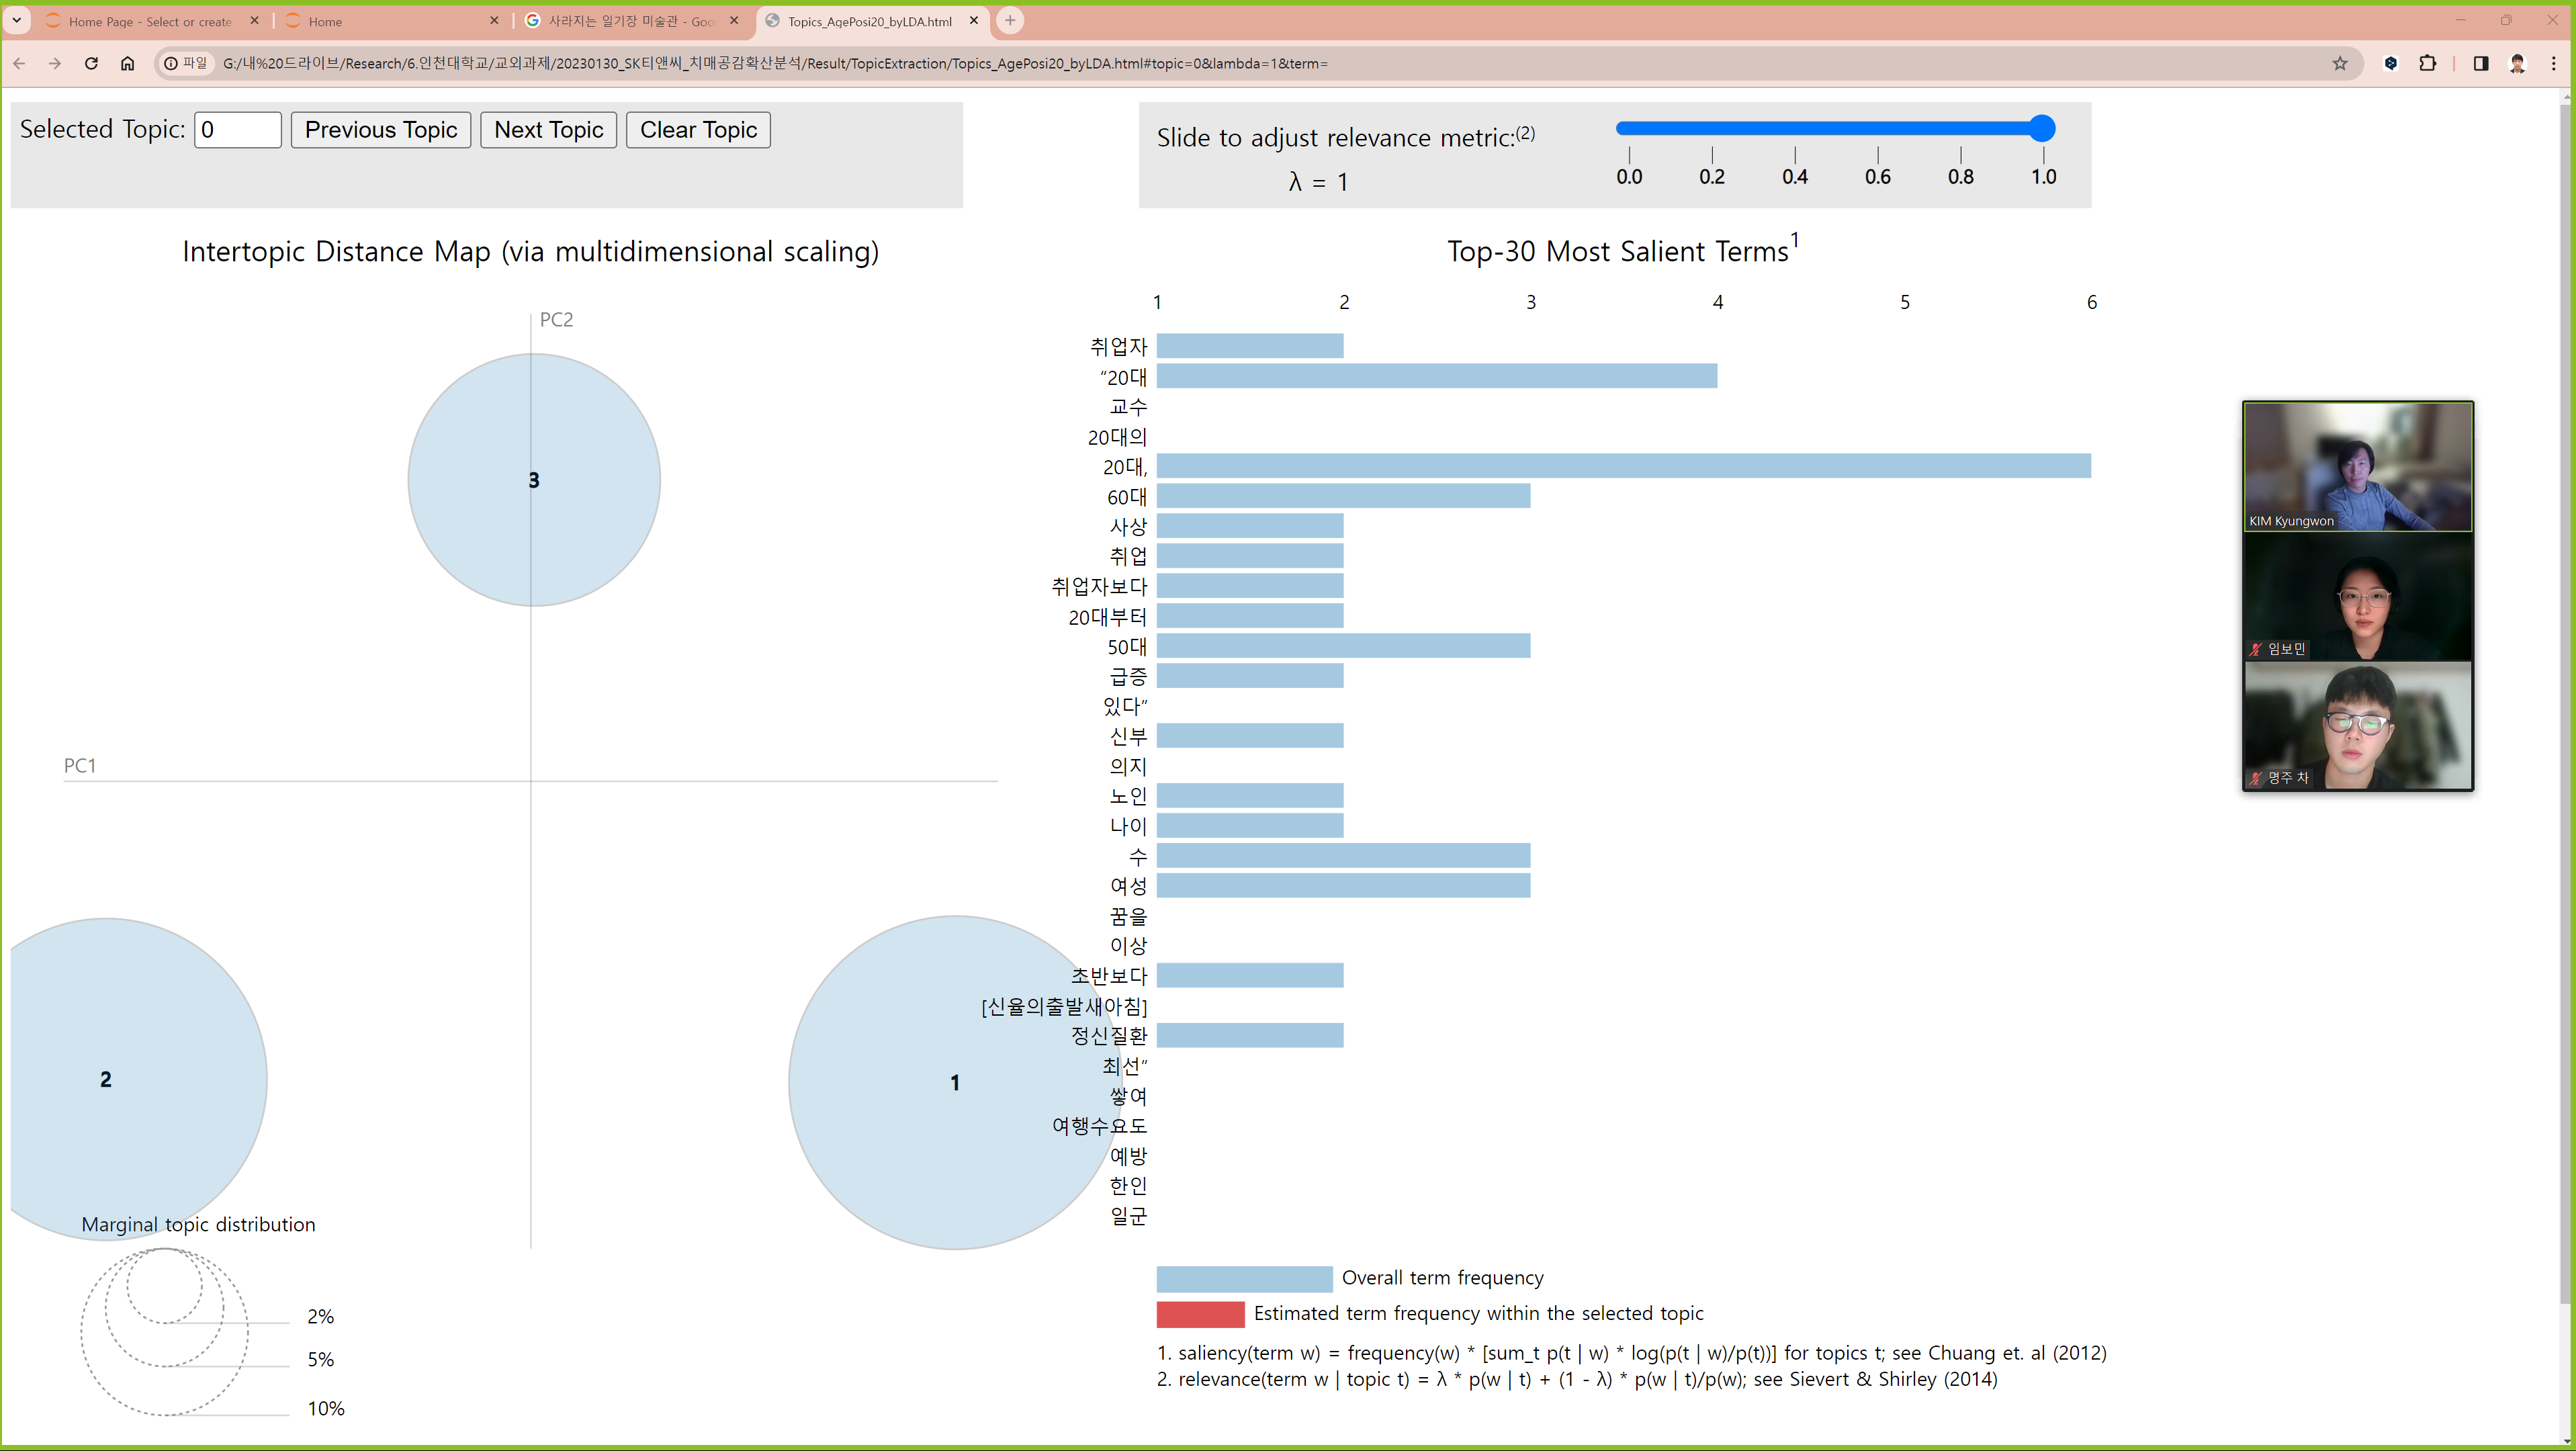 Home Page - Select or create
Home
사라지는 일기장 미술관 - Goo
Topics_AgePosi20_byLDA.html
파일
G:/내%20드라이브/Research/6.인천대학교/교외과제/20230130_SK티앤씨_치매공감확산분석/Result/TopicExtraction/Topics_AgePosi20_byLDA.html#topic=0&lambda=1&term=
Selected Topic: 0 Previous Topic Next Topic Clear Topic
Slide to adjust relevance metric:(2)
λ = 1
0.0 0.2 0.4 0.6 0.8 1.0
Intertopic Distance Map (via multidimensional scaling)
PC2
3
PC1
2
1
Marginal topic distribution
2%
5%
10%
Top-30 Most Salient Terms1
1 2 3 4 5 6
취업자
“20대
교수
20대의
20대,
60대
사상
취업
취업자보다
20대부터
50대
급증
있다”
신부
의지
노인
나이
수
여성
꿈을
이상
초반보다
[신율의출발새아침]
정신질환
최선”
쌓여
여행수요도
예방
한인
일군
Overall term frequency
Estimated term frequency within the selected topic
1. saliency(term w) = frequency(w) * [sum_t p(t | w) * log(p(t | w)/p(t))] for topics t; see Chuang et. al (2012)
2. relevance(term w | topic t) = λ * p(w | t) + (1 - λ) * p(w | t)/p(w); see Sievert & Shirley (2014)
KIM Kyungwon
임보민
명주 차